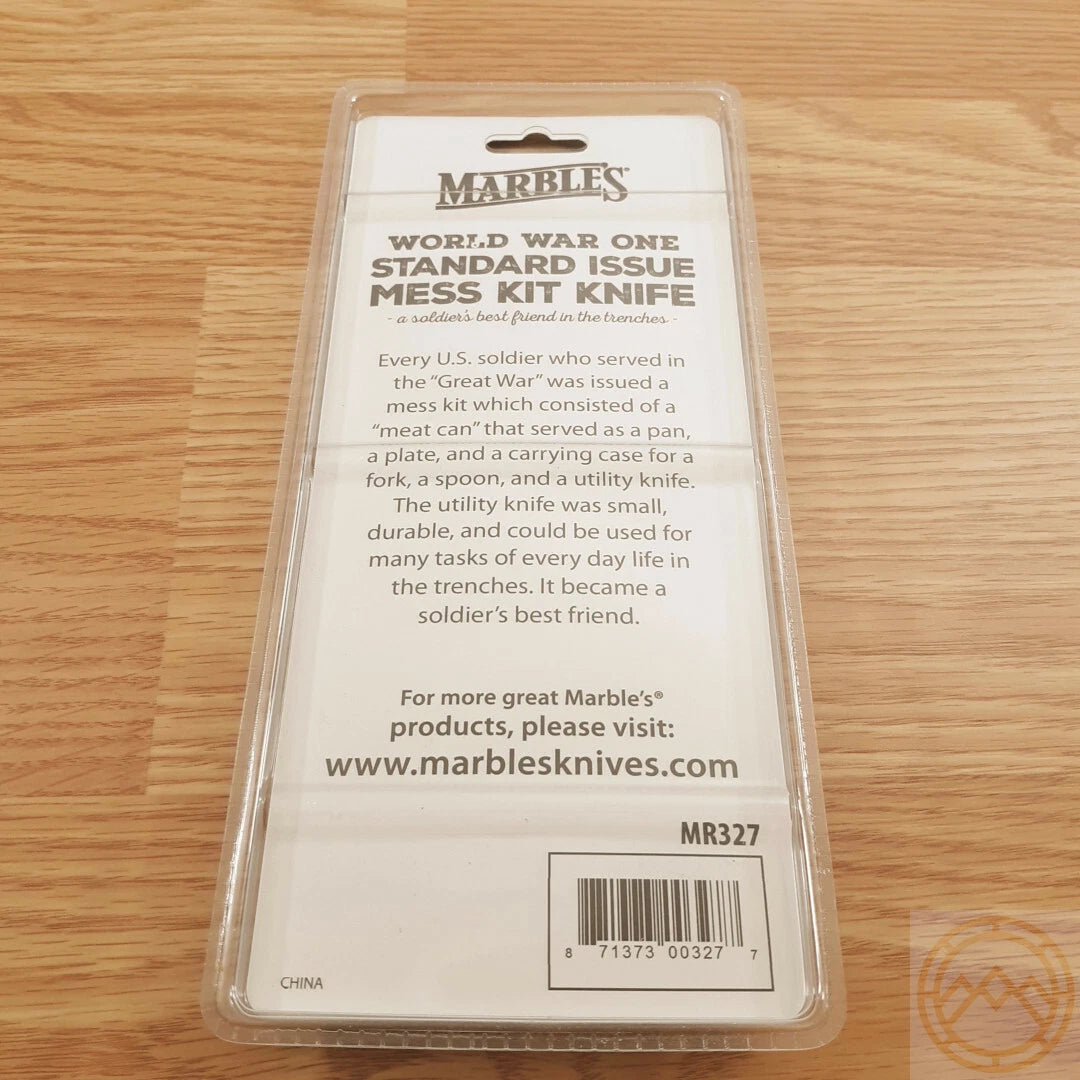 MARBLE'S®
WORLD WAR ONE
STANDARD ISSUE
MESS KIT KNIFE
- a soldier's best friend in the trenches -
Every U.S. soldier who served in
the “Great War” was issued a
mess kit which consisted of a
“meat can” that served as a pan,
a plate, and a carrying case for a
fork, a spoon, and a utility knife.
The utility knife was small,
durable, and could be used for
many tasks of every day life in
the trenches. It became a
soldier’s best friend.
For more great Marble’s®
products, please visit:
www.marblesknives.com
MR327
8 71373 00327 7
CHINA